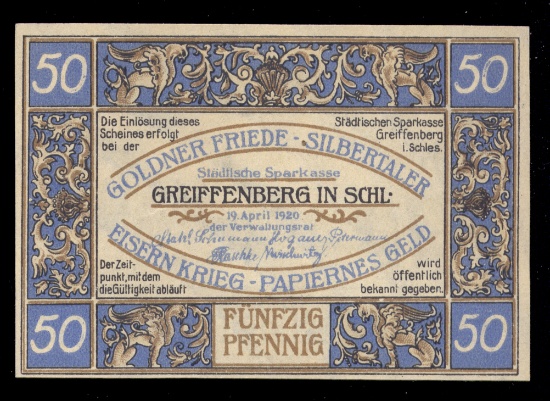 50
50
Die Einlösung dieses
Scheines erfolgt
bei der
Städtischen Sparkasse
Greiffenberg
i. Schles.
GOLDNER FRIEDE - SILBERTALER
Städtische Sparkasse
GREIFFENBERG IN SCHL.
19. April 1920
der Verwaltungsrat
EISERN KRIEG - PAPIERNES GELD
Der Zeit-
punkt, mit dem
die Gültigkeit abläuft
wird
öffentlich
bekannt gegeben.
50
FÜNFZIG
PFENNIG
50